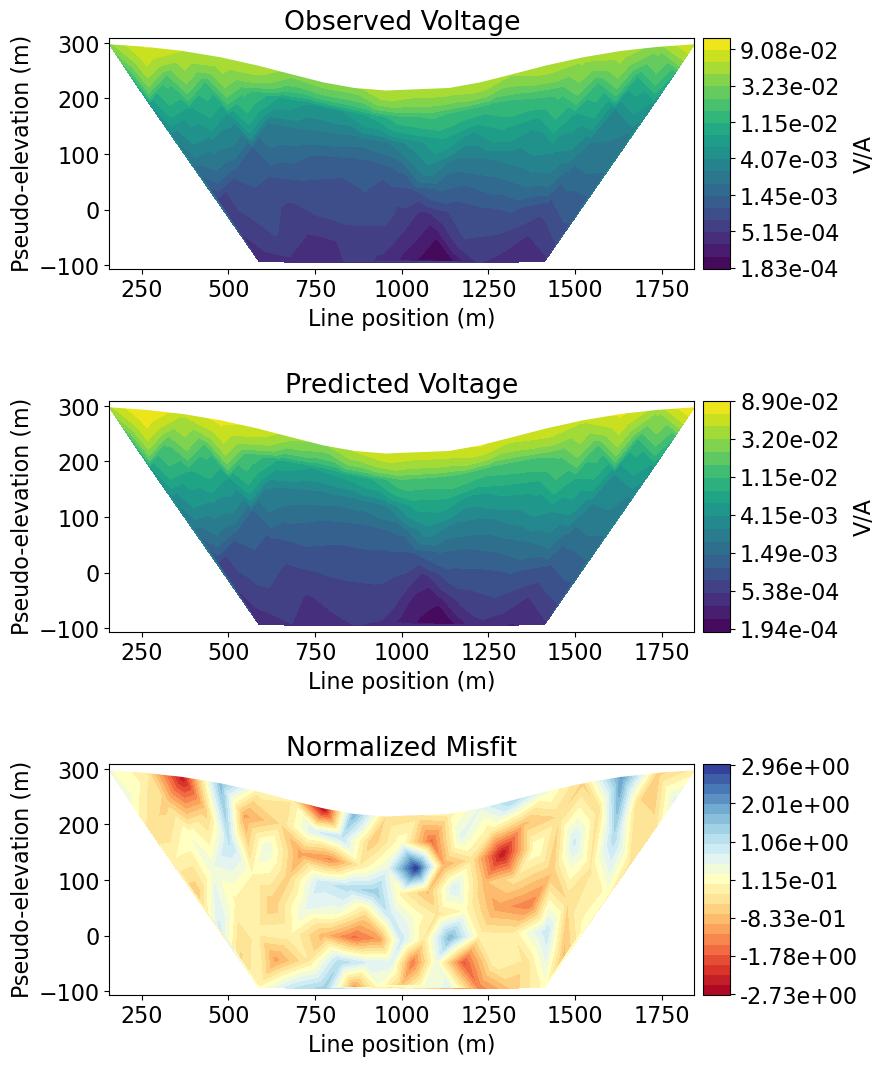 Observed Voltage
Pseudo-elevation (m)
300
200
100
0
−100
250 500 750 1000 1250 1500 1750
Line position (m)
9.08e-02
3.23e-02
1.15e-02
4.07e-03
1.45e-03
5.15e-04
1.83e-04
V/A
Predicted Voltage
Pseudo-elevation (m)
300
200
100
0
−100
250 500 750 1000 1250 1500 1750
Line position (m)
8.90e-02
3.20e-02
1.15e-02
4.15e-03
1.49e-03
5.38e-04
1.94e-04
V/A
Normalized Misfit
Pseudo-elevation (m)
300
200
100
0
−100
250 500 750 1000 1250 1500 1750
Line position (m)
2.96e+00
2.01e+00
1.06e+00
1.15e-01
-8.33e-01
-1.78e+00
-2.73e+00